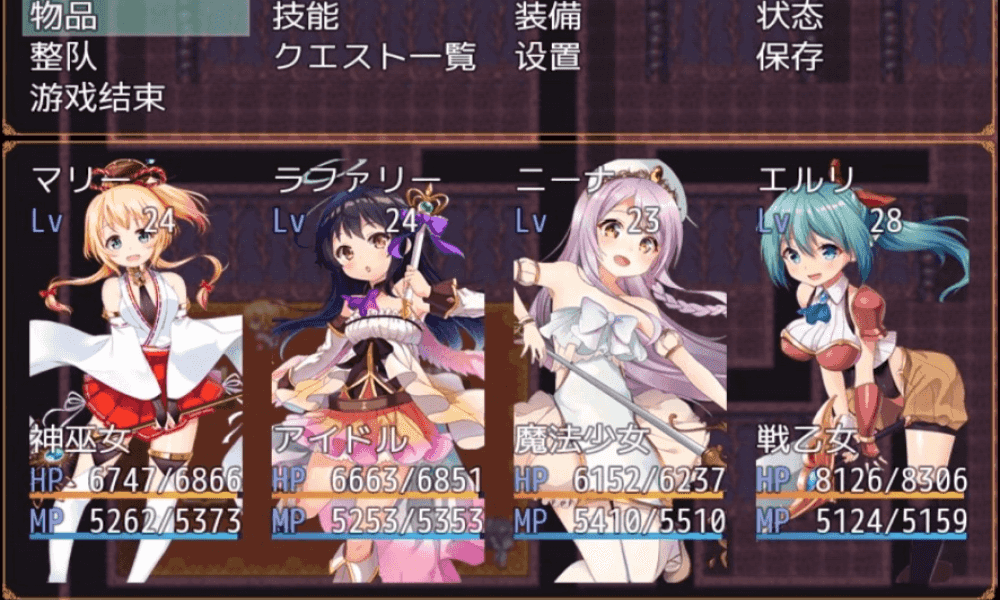 物品 技能 装備 状态
整队 クエスト一覧 设置 保存
游戏结束
マリー ラファリー ニーナ エルリ
Lv 24 Lv 24 Lv 23 Lv 28
神巫女 アイドル 魔法少女 戦乙女
HP 6747/6866 HP 6663/6851 HP 6152/6237 HP 8126/8306
MP 5262/5373 MP 5253/5353 MP 5410/5510 MP 5124/5159